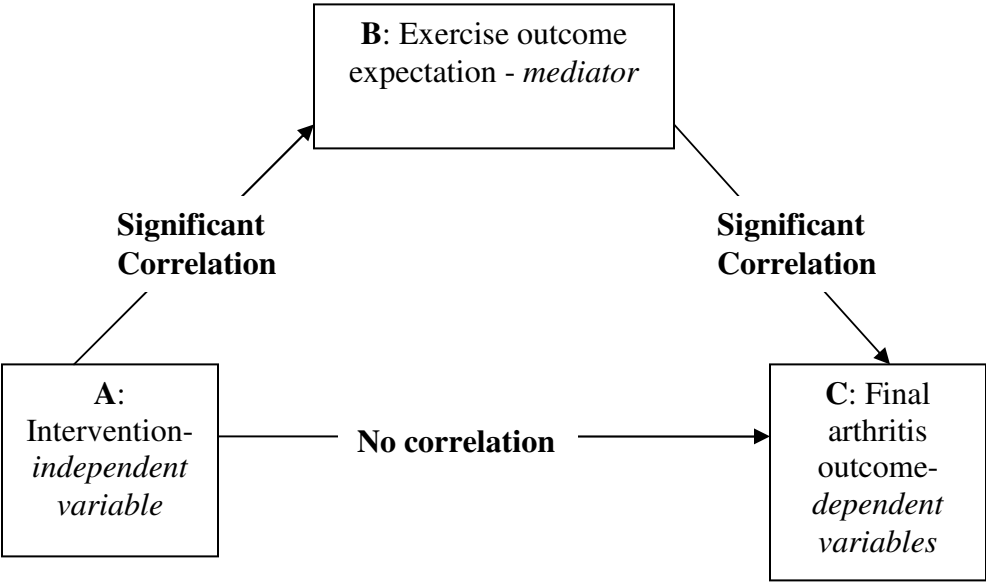 B: Exercise outcome
expectation - mediator
Significant
Correlation
Significant
Correlation
A:
Intervention-
independent
variable
No correlation
C: Final
arthritis
outcome-
dependent
variables